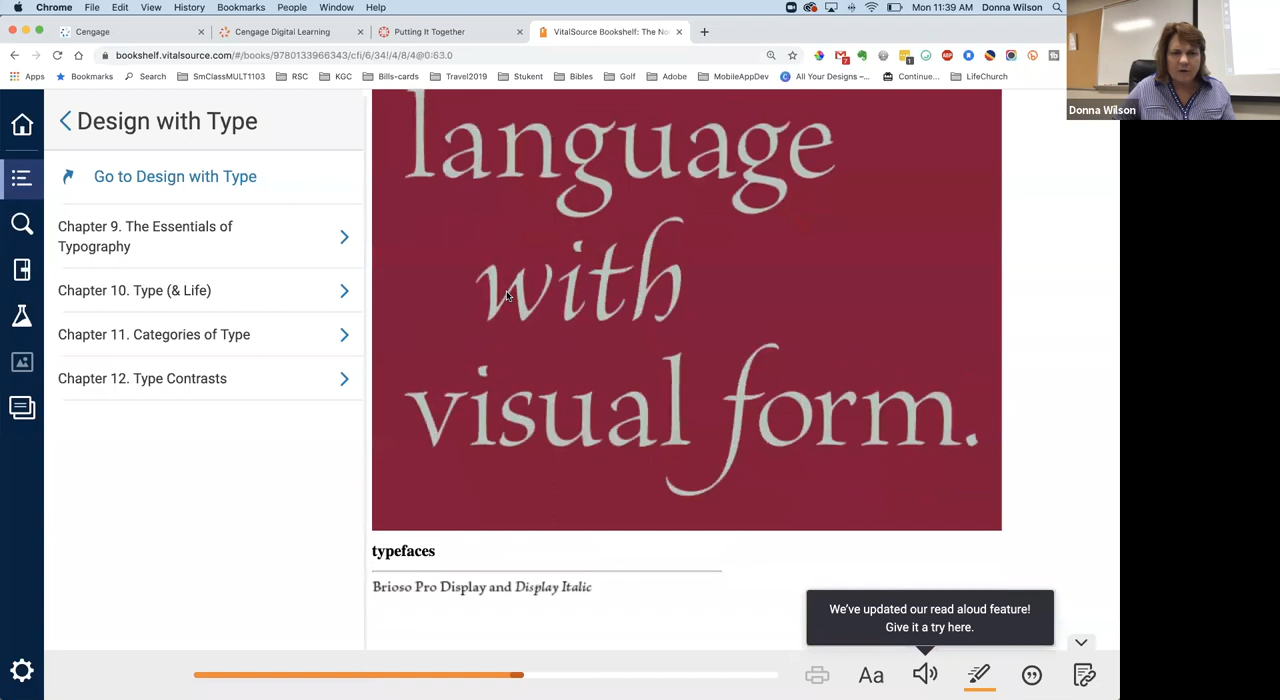 Chrome File Edit View History Bookmarks People Window Help Mon 11:39 AM Donna Wilson
Cengage Cengage Digital Learning Putting It Together VitalSource Bookshelf: The No
bookshelf.vitalsource.com/#/books/9780133966343/cfi/6/34!/4/8/4@0:63.0
Apps Bookmarks Search SmClassMULT1103 RSC KGC Bills-cards Travel2019 Stukent Bibles Golf Adobe MobileAppDev All Your Designs –... Continue... LifeChurch
Donna Wilson
Design with Type
Go to Design with Type
Chapter 9. The Essentials of
Typography
Chapter 10. Type (& Life)
Chapter 11. Categories of Type
Chapter 12. Type Contrasts
language
with
visual form.
typefaces
Brioso Pro Display and Display Italic
We've updated our read aloud feature!
Give it a try here.
Aa